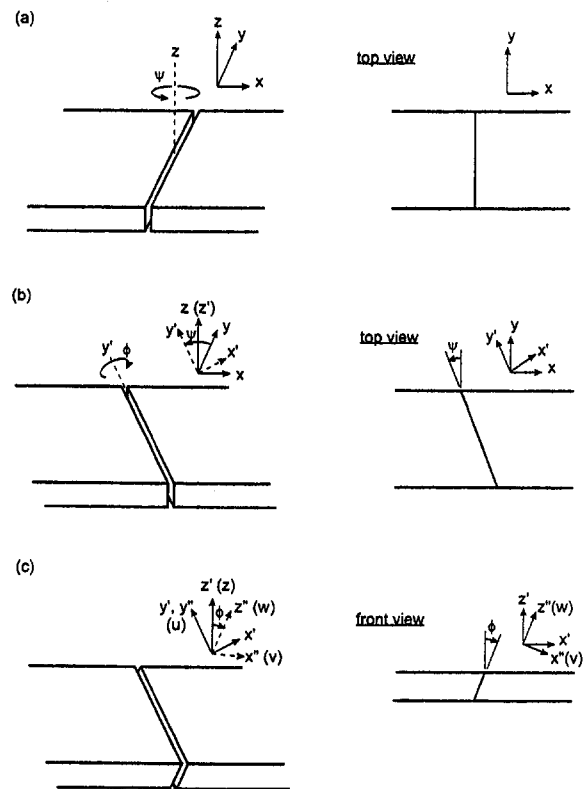 (a)
z
ψ
z
y
x
top view
y
x
(b)
y'
ϕ
z (z')
y'
ψ
y
x'
x
top view
ψ
y'
y
x'
x
(c)
z' (z)
y', y"
(u)
ϕ
z" (w)
x'
x" (v)
front view
ϕ
z'
z"(w)
x'
x"(v)